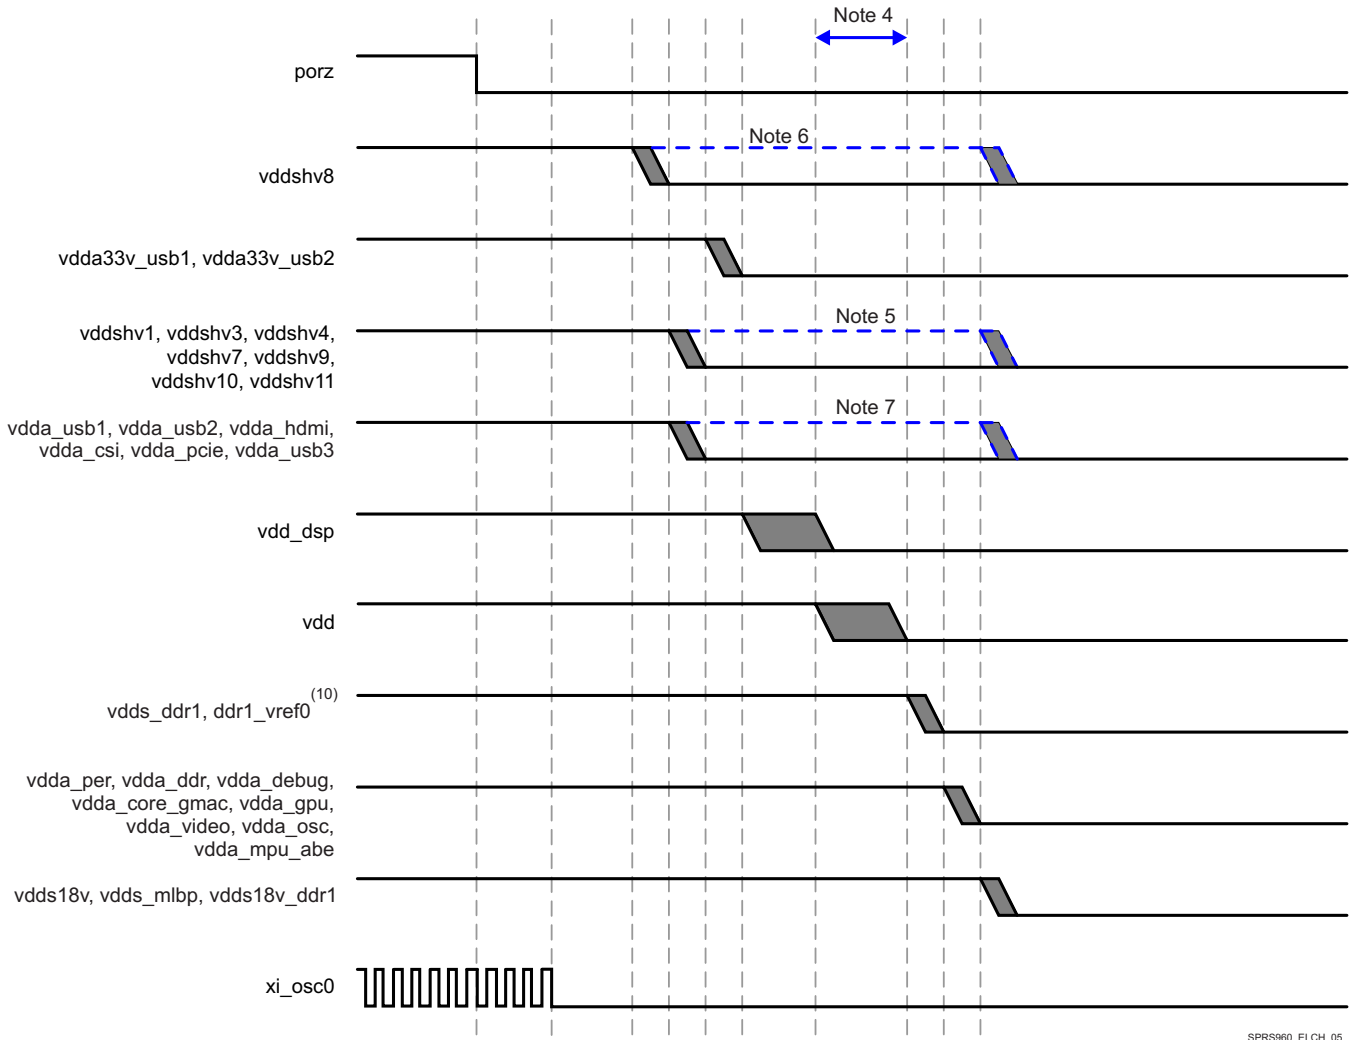 Note 4
porz
Note 6
vddshv8
vdda33v_usb1, vdda33v_usb2
Note 5
vddshv1, vddshv3, vddshv4,
vddshv7, vddshv9,
vddshv10, vddshv11
Note 7
vdda_usb1, vdda_usb2, vdda_hdmi,
vdda_csi, vdda_pcie, vdda_usb3
vdd_dsp
vdd
vdds_ddr1, ddr1_vref0(10)
vdda_per, vdda_ddr, vdda_debug,
vdda_core_gmac, vdda_gpu,
vdda_video, vdda_osc,
vdda_mpu_abe
vdds18v, vdds_mlbp, vdds18v_ddr1
xi_osc0
SPRS960_ELCH_05